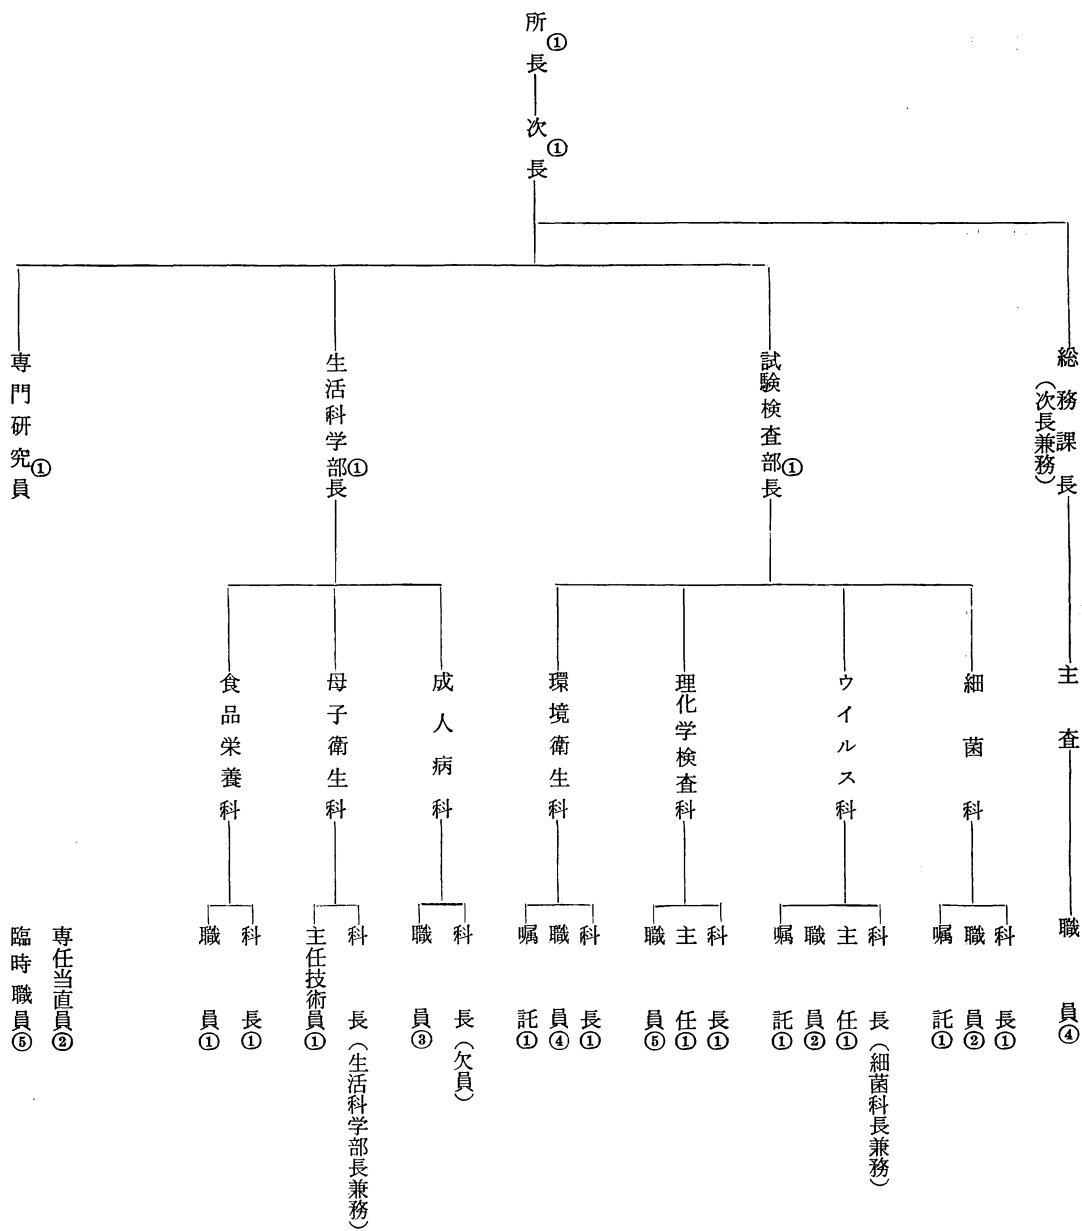 所長①
次長①
総務課長
（次長兼務）
試験検査部長①
生活科学部長①
専門研究員①
主査
細菌科
ウイルス科
理化学検査科
環境衛生科
成人病科
母子衛生科
食品栄養科
職員④
科長①
職員②
嘱託①
科長（細菌科長兼務）
主任①
職員②
嘱託①
科長①
主任①
職員⑤
科長①
職員④
嘱託①
科長（欠員）
職員③
科長（生活科学部長兼務）
主任技術員①
科長①
職員①
専任当直員②
臨時職員⑤